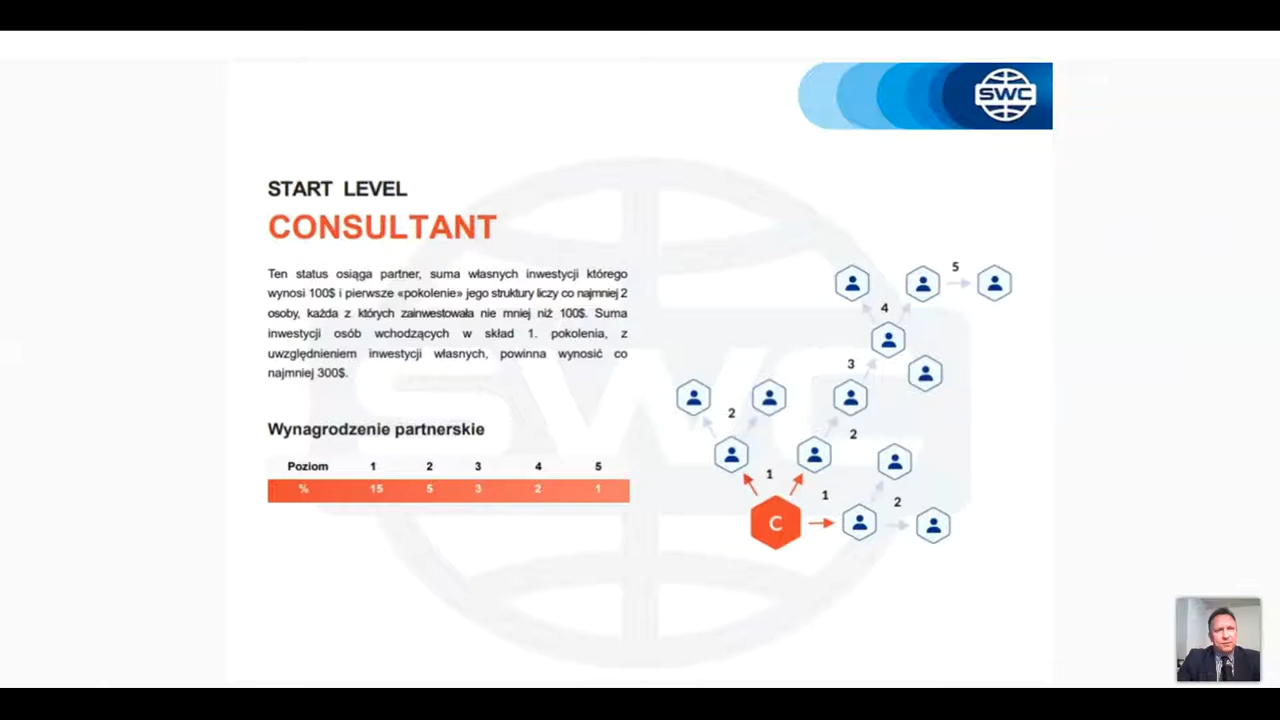 SWC
START LEVEL
CONSULTANT
Ten status osiąga partner, suma własnych inwestycji którego
wynosi 100$ i pierwsze «pokolenie» jego struktury liczy co najmniej 2
osoby, każda z których zainwestowała nie mniej niż 100$. Suma
inwestycji osób wchodzących w skład 1. pokolenia, z
uwzględnieniem inwestycji własnych, powinna wynosić co
najmniej 300$.
Wynagrodzenie partnerskie
Poziom 1 2 3 4 5
% 15 5 3 2 1
5
4
3
2
2
1
1
2
C
SWC